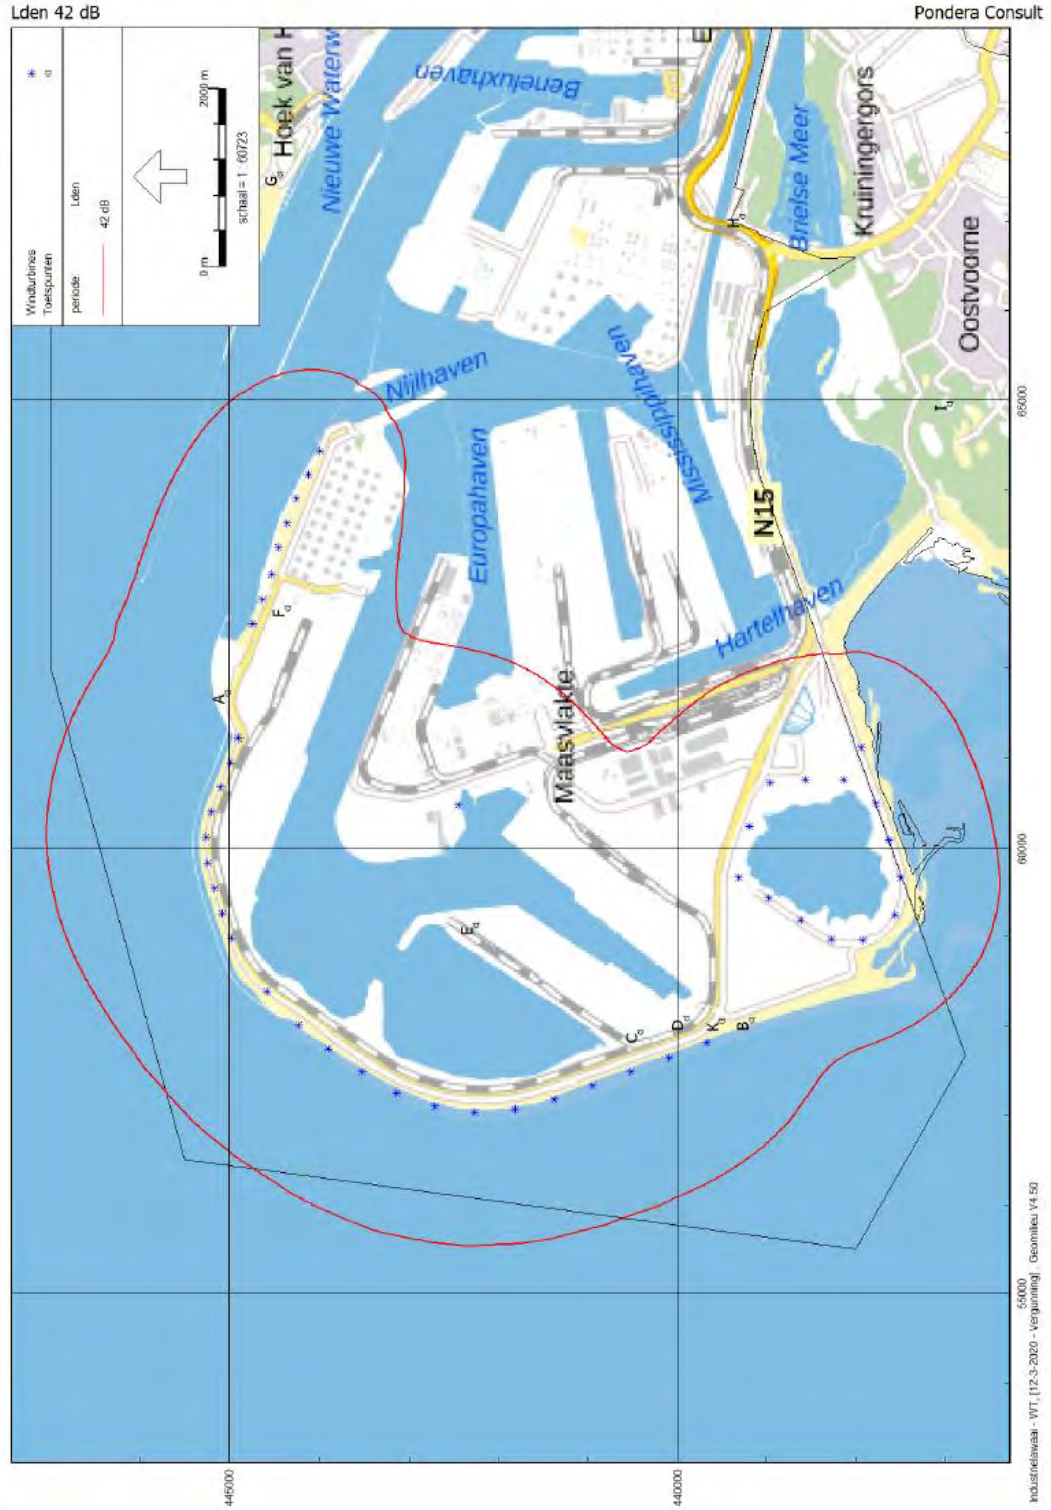 Lden 42 dB
Pondera Consult
Windturbines
Toetspunten
periode
Lden
42 dB
0 m
2000 m
schaal = 1 : 60723
G
Hoek van H
Nieuwe Waterw
Beneluxhaven
E
Brielse Meer
Kruiningergors
Oostvoorne
H
I
Nijlhaven
Europahaven
Mississippihaven
N15
Hartelhaven
Maasvlakte
F
A
E
C
D
K
B
65000
60000
55000
445000
440000
Industrielawaai - WT, [12-3-2020 - Vergunning] , Geomilieu V4.50